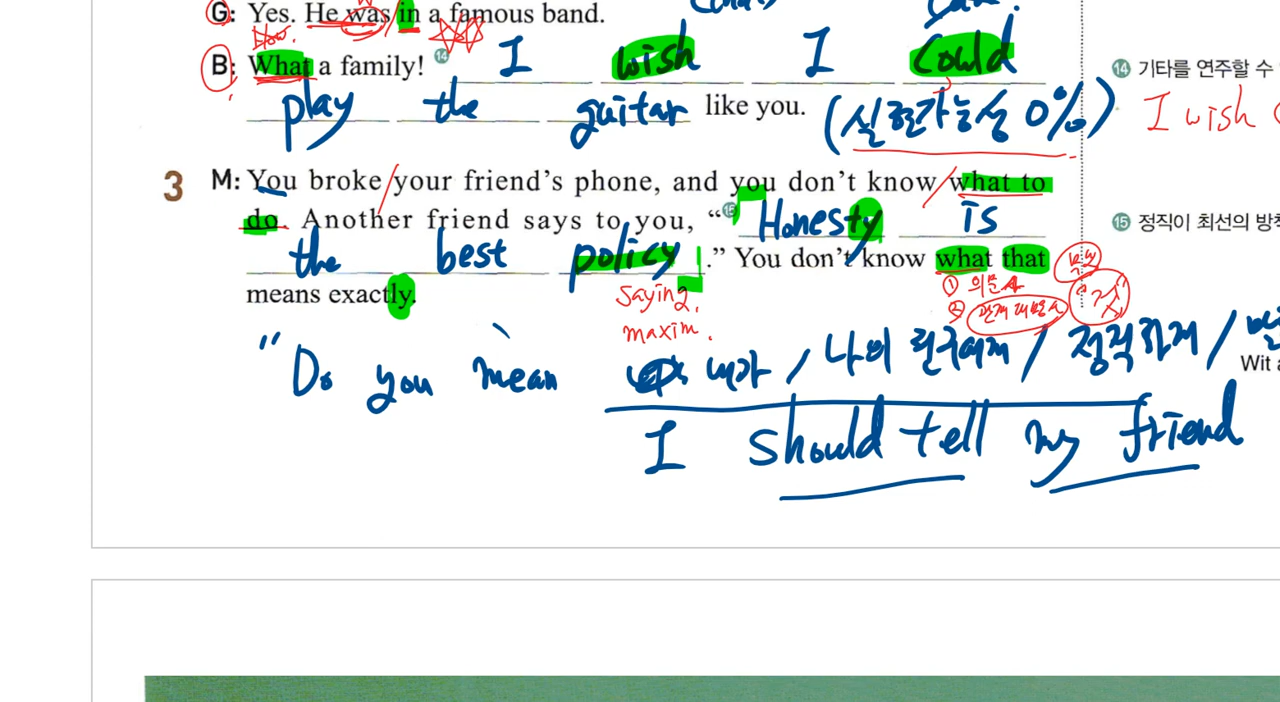 G: Yes. He was in a famous band.
B: What a family! ⑭ I wish I could
play the guitar like you. (실현가능성 0%)
⑭ 기타를 연주할 수
I wish
3 M: You broke your friend's phone, and you don't know what to
do. Another friend says to you, “⑮ Honesty is
the best policy.” You don't know what that
means exactly.
⑮ 정직이 최선의 방책
saying,
maxim.
① 의문사
② 관계대명사
"것"
"Do you mean 내가 / 나의 친구에게 / 정직하게 /
Wit a
I should tell my friend